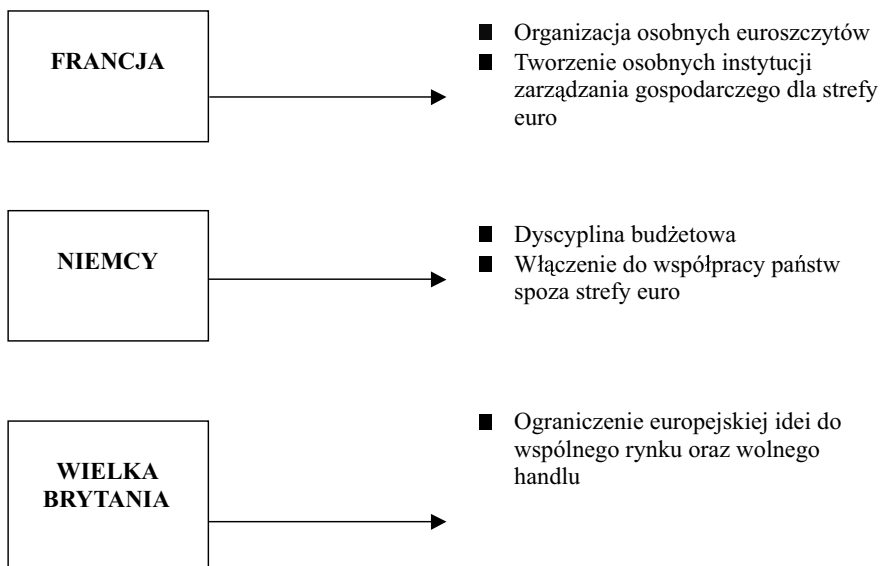 FRANCJA
■ Organizacja osobnych euroszczytów
■ Tworzenie osobnych instytucji
zarządzania gospodarczego dla strefy
euro
NIEMCY
■ Dyscyplina budżetowa
■ Włączenie do współpracy państw
spoza strefy euro
WIELKA
BRYTANIA
■ Ograniczenie europejskiej idei do
wspólnego rynku oraz wolnego
handlu